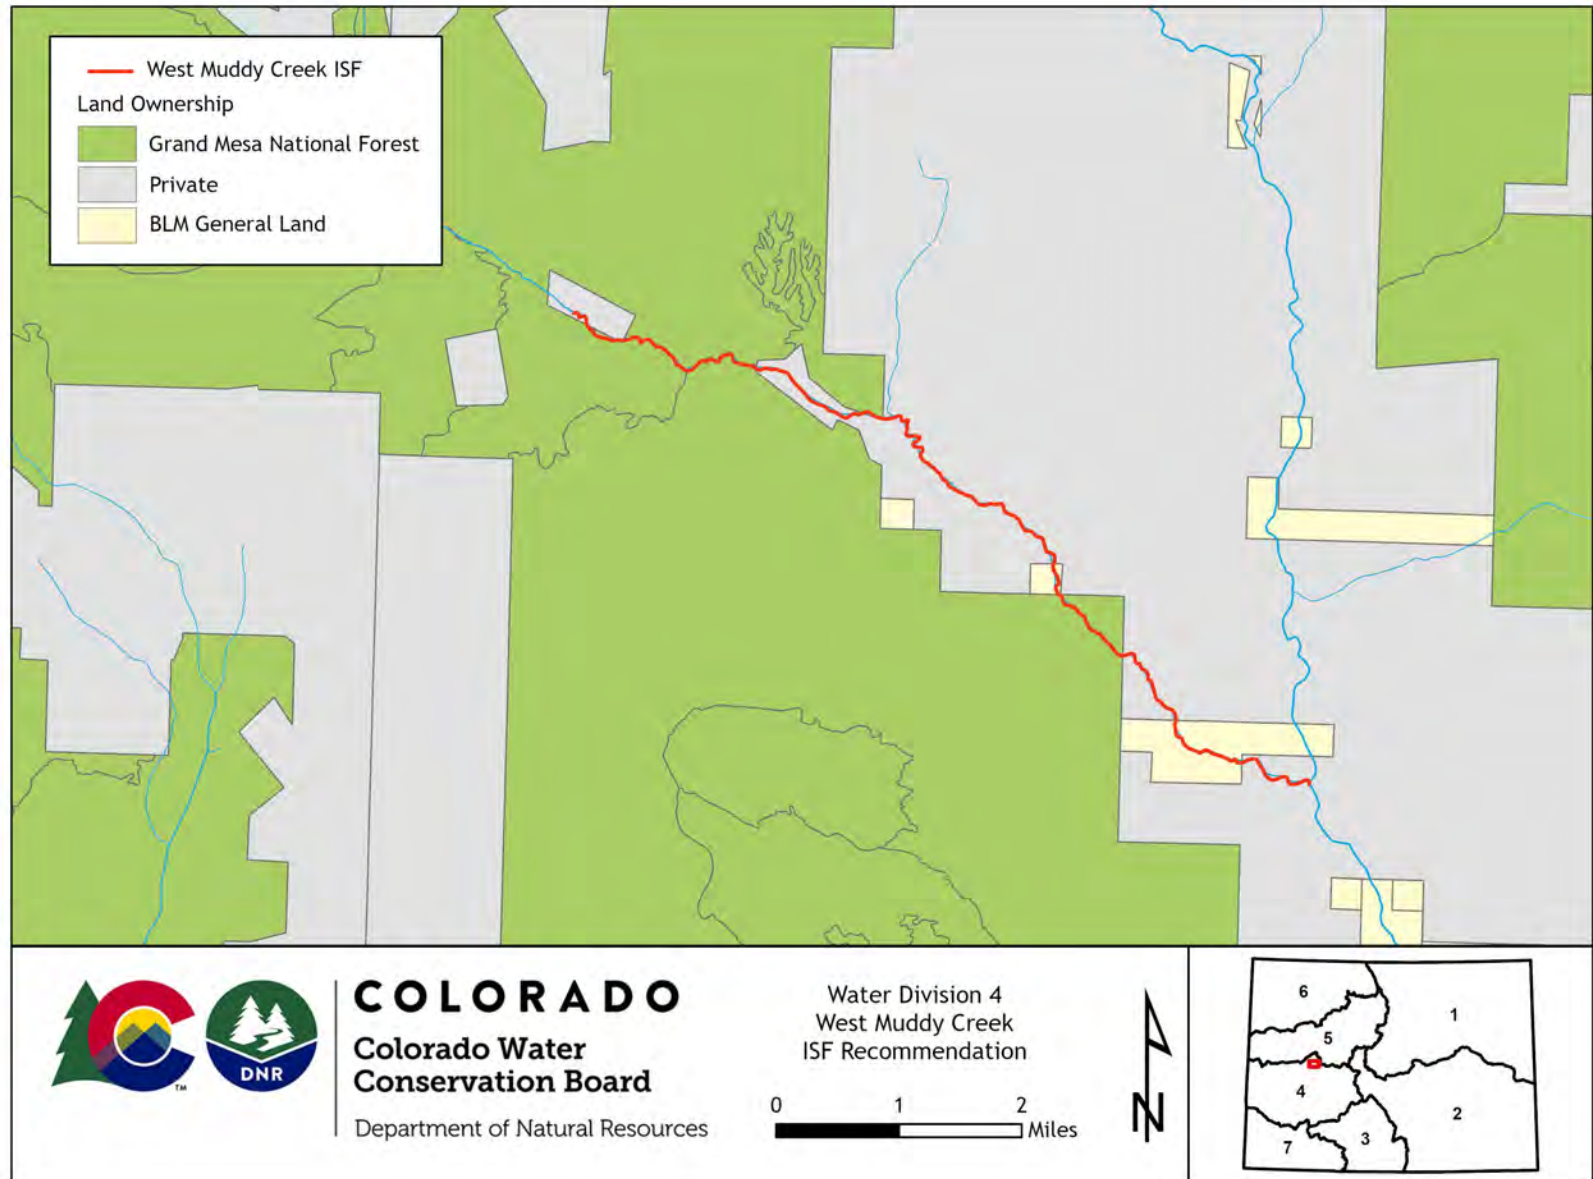 West Muddy Creek ISF
Land Ownership
Grand Mesa National Forest
Private
BLM General Land
TM
DNR
COLORADO
Colorado Water
Conservation Board
Department of Natural Resources
Water Division 4
West Muddy Creek
ISF Recommendation
0 1 2
Miles
N
6
1
5
4
2
3
7